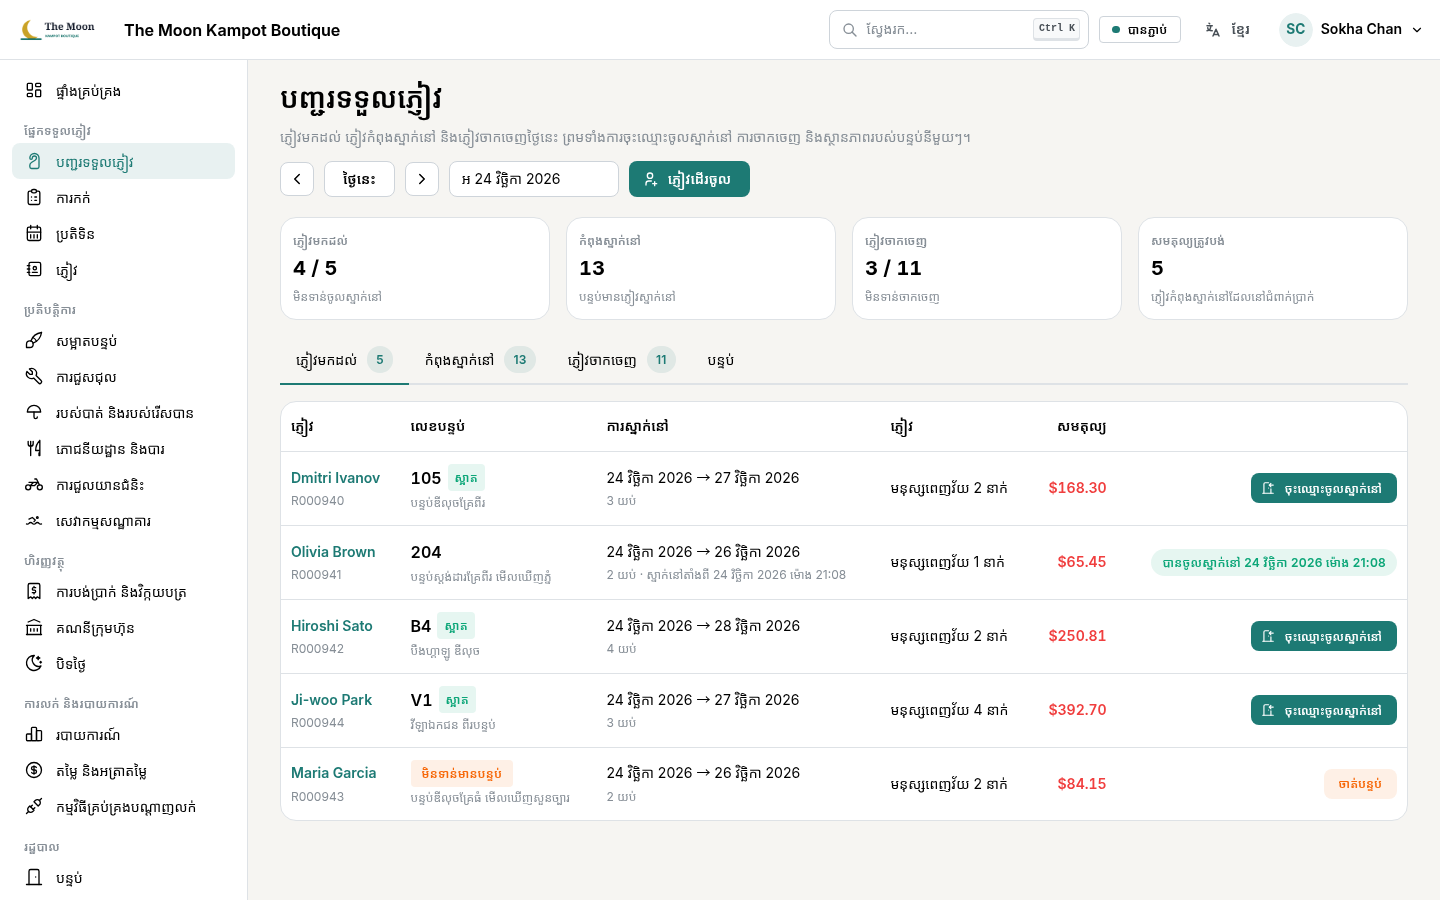 The Moon
KAMPOT BOUTIQUE
The Moon Kampot Boutique
ស្វែងរក...
Ctrl K
បានភ្ជាប់
ខ្មែរ
SC
Sokha Chan
ផ្ទាំងគ្រប់គ្រង
ផ្នែកទទួលភ្ញៀវ
បញ្ជរទទួលភ្ញៀវ
ការកក់
ប្រតិទិន
ភ្ញៀវ
ប្រតិបត្តិការ
សម្អាតបន្ទប់
ការជួសជុល
របស់បាត់ និងរបស់រើសបាន
ភោជនីយដ្ឋាន និងបារ
ការជួលយានជំនិះ
សេវាកម្មសណ្ឋាគារ
ហិរញ្ញវត្ថុ
ការបង់ប្រាក់ និងវិក្កយបត្រ
គណនីក្រុមហ៊ុន
បិទថ្ងៃ
ការលក់ និងរបាយការណ៍
របាយការណ៍
តម្លៃ និងអត្រាតម្លៃ
កម្មវិធីគ្រប់គ្រងបណ្តាញលក់
រដ្ឋបាល
បន្ទប់
បញ្ជរទទួលភ្ញៀវ
ភ្ញៀវមកដល់ ភ្ញៀវកំពុងស្នាក់នៅ និងភ្ញៀវចាកចេញថ្ងៃនេះ ព្រមទាំងការចុះឈ្មោះចូលស្នាក់នៅ ការចាកចេញ និងស្ថានភាពរបស់បន្ទប់នីមួយៗ។
ថ្ងៃនេះ
អ 24 វិច្ឆិកា 2026
ភ្ញៀវដើរចូល
ភ្ញៀវមកដល់
4 / 5
មិនទាន់ចូលស្នាក់នៅ
កំពុងស្នាក់នៅ
13
បន្ទប់មានភ្ញៀវស្នាក់នៅ
ភ្ញៀវចាកចេញ
3 / 11
មិនទាន់ចាកចេញ
សមតុល្យត្រូវបង់
5
ភ្ញៀវកំពុងស្នាក់នៅដែលនៅជំពាក់ប្រាក់
ភ្ញៀវមកដល់ 5
កំពុងស្នាក់នៅ 13
ភ្ញៀវចាកចេញ 11
បន្ទប់
ភ្ញៀវ លេខបន្ទប់ ការស្នាក់នៅ ភ្ញៀវ សមតុល្យ
Dmitri Ivanov 105 ស្អាត 24 វិច្ឆិកា 2026 → 27 វិច្ឆិកា 2026 មនុស្សពេញវ័យ 2 នាក់ $168.30 ចុះឈ្មោះចូលស្នាក់នៅ
R000940 បន្ទប់ឌីលុចគ្រែពីរ 3 យប់
Olivia Brown 204 24 វិច្ឆិកា 2026 → 26 វិច្ឆិកា 2026 មនុស្សពេញវ័យ 1 នាក់ $65.45 បានចូលស្នាក់នៅ 24 វិច្ឆិកា 2026 ម៉ោង 21:08
R000941 បន្ទប់ស្តង់ដារគ្រែពីរ មើលឃើញភ្នំ 2 យប់ · ស្នាក់នៅតាំងពី 24 វិច្ឆិកា 2026 ម៉ោង 21:08
Hiroshi Sato B4 ស្អាត 24 វិច្ឆិកា 2026 → 28 វិច្ឆិកា 2026 មនុស្សពេញវ័យ 2 នាក់ $250.81 ចុះឈ្មោះចូលស្នាក់នៅ
R000942 បឹងហ្គាឡូ ឌីលុច 4 យប់
Ji-woo Park V1 ស្អាត 24 វិច្ឆិកា 2026 → 27 វិច្ឆិកា 2026 មនុស្សពេញវ័យ 4 នាក់ $392.70 ចុះឈ្មោះចូលស្នាក់នៅ
R000944 វីឡាឯកជន ពីរបន្ទប់ 3 យប់
Maria Garcia មិនទាន់មានបន្ទប់ 24 វិច្ឆិកា 2026 → 26 វិច្ឆិកា 2026 មនុស្សពេញវ័យ 2 នាក់ $84.15 ចាត់បន្ទប់
R000943 បន្ទប់ឌីលុចគ្រែធំ មើលឃើញសួនច្បារ 2 យប់